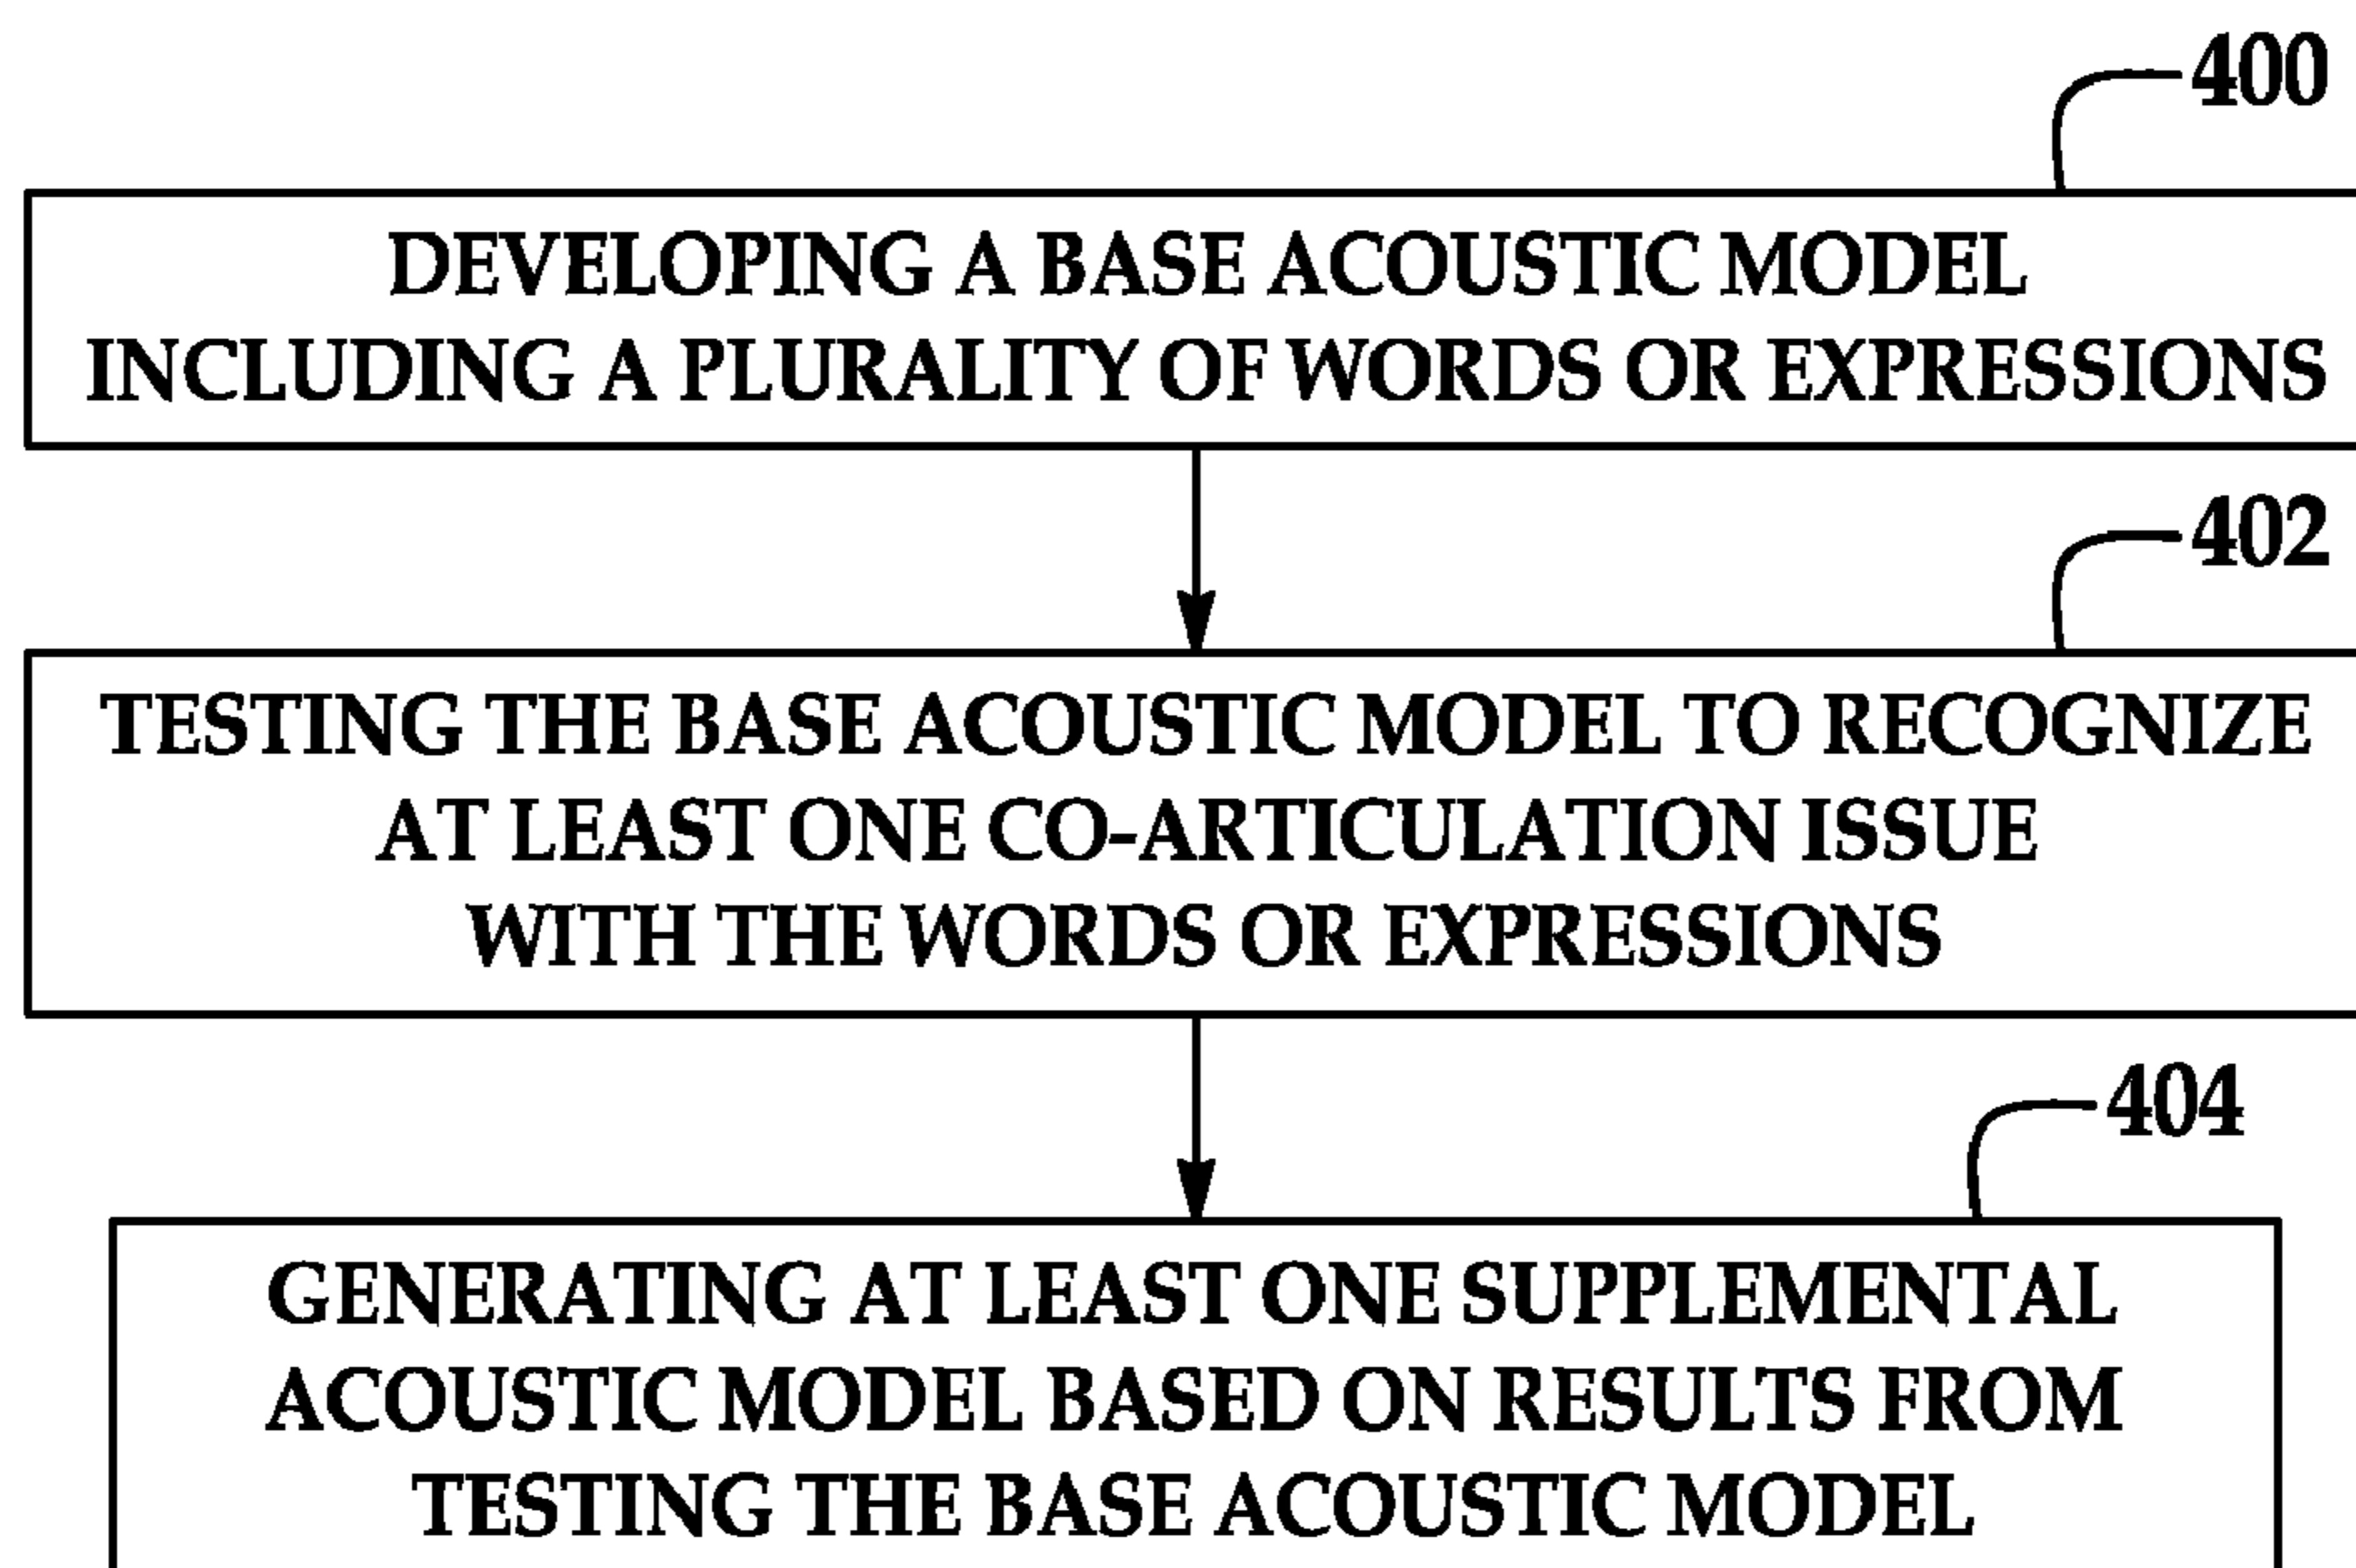 400
DEVELOPING A BASE ACOUSTIC MODEL
INCLUDING A PLURALITY OF WORDS OR EXPRESSIONS
402
TESTING THE BASE ACOUSTIC MODEL TO RECOGNIZE
AT LEAST ONE CO-ARTICULATION ISSUE
WITH THE WORDS OR EXPRESSIONS
404
GENERATING AT LEAST ONE SUPPLEMENTAL
ACOUSTIC MODEL BASED ON RESULTS FROM
TESTING THE BASE ACOUSTIC MODEL